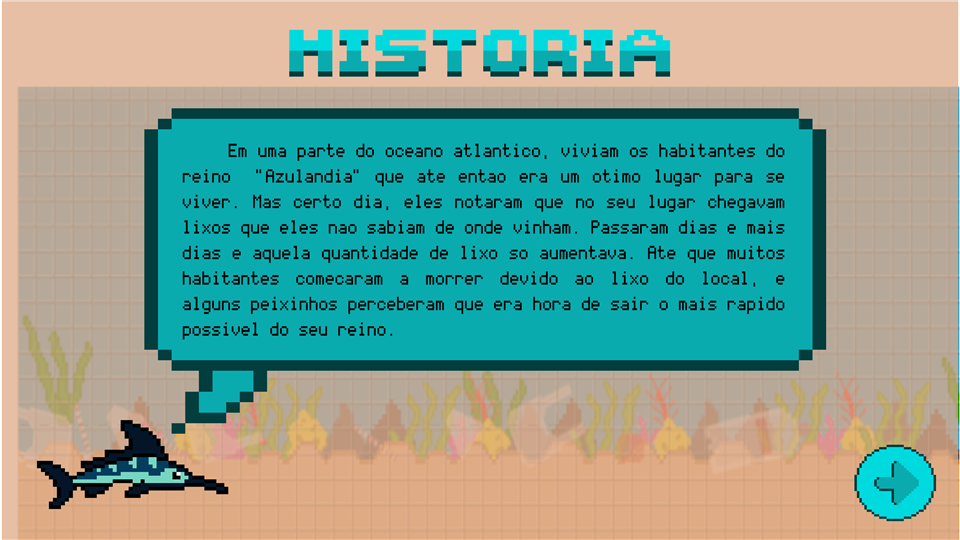 HISTORIA
Em uma parte do oceano atlantico, viviam os habitantes do
reino "Azulandia" que ate entao era um otimo lugar para se
viver. Mas certo dia, eles notaram que no seu lugar chegavam
lixos que eles nao sabiam de onde vinham. Passaram dias e mais
dias e aquela quantidade de lixo so aumentava. Ate que muitos
habitantes comecaram a morrer devido ao lixo do local, e
alguns peixinhos perceberam que era hora de sair o mais rapido
possivel do seu reino.